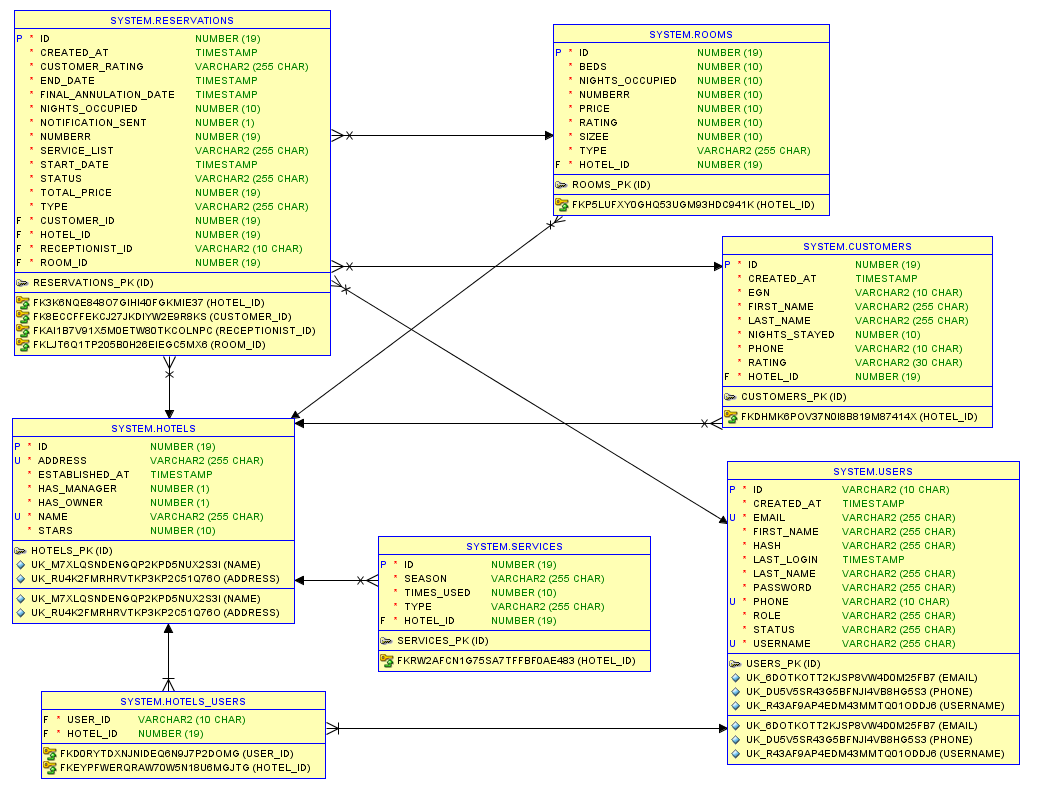 SYSTEM.RESERVATIONS
P * ID NUMBER (19)
* CREATED_AT TIMESTAMP
* CUSTOMER_RATING VARCHAR2 (255 CHAR)
* END_DATE TIMESTAMP
* FINAL_ANNULATION_DATE TIMESTAMP
* NIGHTS_OCCUPIED NUMBER (10)
* NOTIFICATION_SENT NUMBER (1)
* NUMBERR NUMBER (19)
* SERVICE_LIST VARCHAR2 (255 CHAR)
* START_DATE TIMESTAMP
* STATUS VARCHAR2 (255 CHAR)
* TOTAL_PRICE NUMBER (19)
* TYPE VARCHAR2 (255 CHAR)
F * CUSTOMER_ID NUMBER (19)
F * HOTEL_ID NUMBER (19)
F * RECEPTIONIST_ID VARCHAR2 (10 CHAR)
F * ROOM_ID NUMBER (19)
RESERVATIONS_PK (ID)
FK3K6NQE848O7GIHI40FGKMIE37 (HOTEL_ID)
FK8ECCFFEKCJ27JKDIYW2E9R8KS (CUSTOMER_ID)
FKAI1B7V91X5M0ETW80TKCOLNPC (RECEPTIONIST_ID)
FKLJT6Q1TP205B0H26EIEGC5MX6 (ROOM_ID)
SYSTEM.ROOMS
P * ID NUMBER (19)
* BEDS NUMBER (10)
* NIGHTS_OCCUPIED NUMBER (10)
* NUMBERR NUMBER (10)
* PRICE NUMBER (10)
* RATING NUMBER (10)
* SIZEE NUMBER (10)
* TYPE VARCHAR2 (255 CHAR)
F * HOTEL_ID NUMBER (19)
ROOMS_PK (ID)
FKP5LUFXY0GHQ53UGM93HDC941K (HOTEL_ID)
SYSTEM.CUSTOMERS
P * ID NUMBER (19)
* CREATED_AT TIMESTAMP
* EGN VARCHAR2 (10 CHAR)
* FIRST_NAME VARCHAR2 (255 CHAR)
* LAST_NAME VARCHAR2 (255 CHAR)
* NIGHTS_STAYED NUMBER (10)
* PHONE VARCHAR2 (10 CHAR)
* RATING VARCHAR2 (30 CHAR)
F * HOTEL_ID NUMBER (19)
CUSTOMERS_PK (ID)
FKDHMK6POV37N0I8B819M87414X (HOTEL_ID)
SYSTEM.HOTELS
P * ID NUMBER (19)
U * ADDRESS VARCHAR2 (255 CHAR)
* ESTABLISHED_AT TIMESTAMP
* HAS_MANAGER NUMBER (1)
* HAS_OWNER NUMBER (1)
U * NAME VARCHAR2 (255 CHAR)
* STARS NUMBER (10)
HOTELS_PK (ID)
UK_M7XLQSNDENGQP2KPD5NUX2S3I (NAME)
UK_RU4K2FMRHRVTKP3KP2C51Q76O (ADDRESS)
UK_M7XLQSNDENGQP2KPD5NUX2S3I (NAME)
UK_RU4K2FMRHRVTKP3KP2C51Q76O (ADDRESS)
SYSTEM.SERVICES
P * ID NUMBER (19)
* SEASON VARCHAR2 (255 CHAR)
* TIMES_USED NUMBER (10)
* TYPE VARCHAR2 (255 CHAR)
F * HOTEL_ID NUMBER (19)
SERVICES_PK (ID)
FKRW2AFCN1G75SA7TFFBF0AE483 (HOTEL_ID)
SYSTEM.USERS
P * ID VARCHAR2 (10 CHAR)
* CREATED_AT TIMESTAMP
U * EMAIL VARCHAR2 (255 CHAR)
* FIRST_NAME VARCHAR2 (255 CHAR)
* HASH VARCHAR2 (255 CHAR)
* LAST_LOGIN TIMESTAMP
* LAST_NAME VARCHAR2 (255 CHAR)
* PASSWORD VARCHAR2 (255 CHAR)
U * PHONE VARCHAR2 (10 CHAR)
* ROLE VARCHAR2 (255 CHAR)
* STATUS VARCHAR2 (255 CHAR)
U * USERNAME VARCHAR2 (255 CHAR)
USERS_PK (ID)
UK_6DOTKOTT2KJSP8VW4D0M25FB7 (EMAIL)
UK_DU5V5SR43G5BFNJI4VB8HG5S3 (PHONE)
UK_R43AF9AP4EDM43MMTQ01ODDJ6 (USERNAME)
UK_6DOTKOTT2KJSP8VW4D0M25FB7 (EMAIL)
UK_DU5V5SR43G5BFNJI4VB8HG5S3 (PHONE)
UK_R43AF9AP4EDM43MMTQ01ODDJ6 (USERNAME)
SYSTEM.HOTELS_USERS
F * USER_ID VARCHAR2 (10 CHAR)
F * HOTEL_ID NUMBER (19)
FKD0RYTDXNJNIDEQ6N9J7P2DOMG (USER_ID)
FKEYPFWERQRAW70W5N18U6MGJTG (HOTEL_ID)